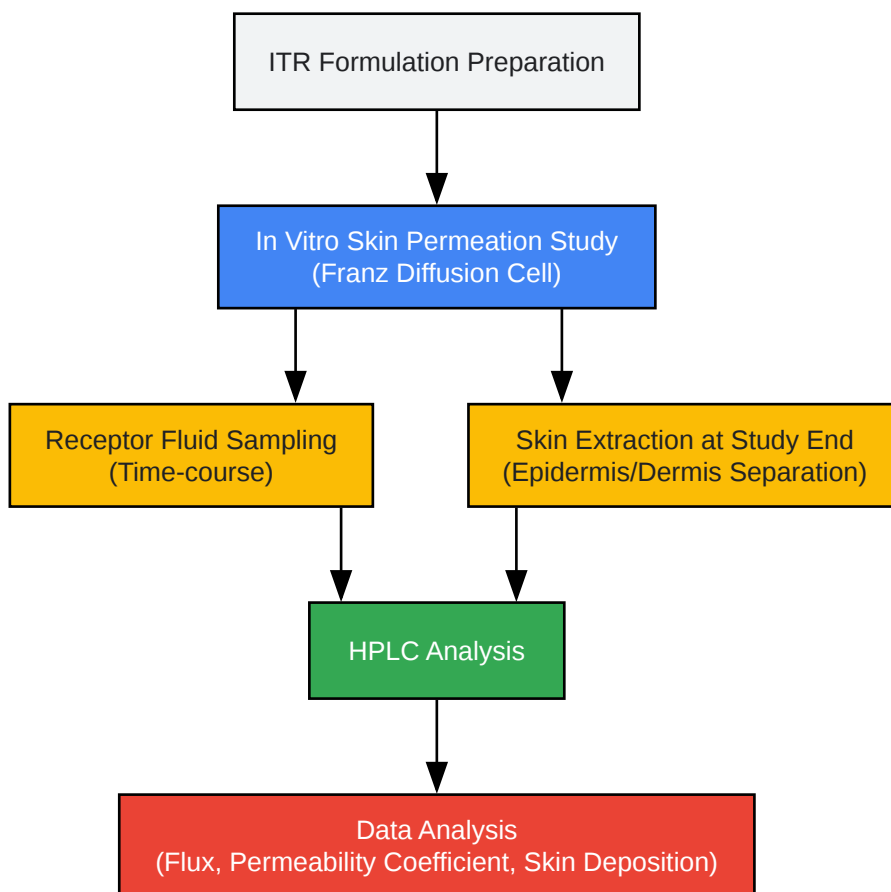 ITR Formulation Preparation
In Vitro Skin Permeation Study
(Franz Diffusion Cell)
Receptor Fluid Sampling
(Time-course)
Skin Extraction at Study End
(Epidermis/Dermis Separation)
HPLC Analysis
Data Analysis
(Flux, Permeability Coefficient, Skin Deposition)